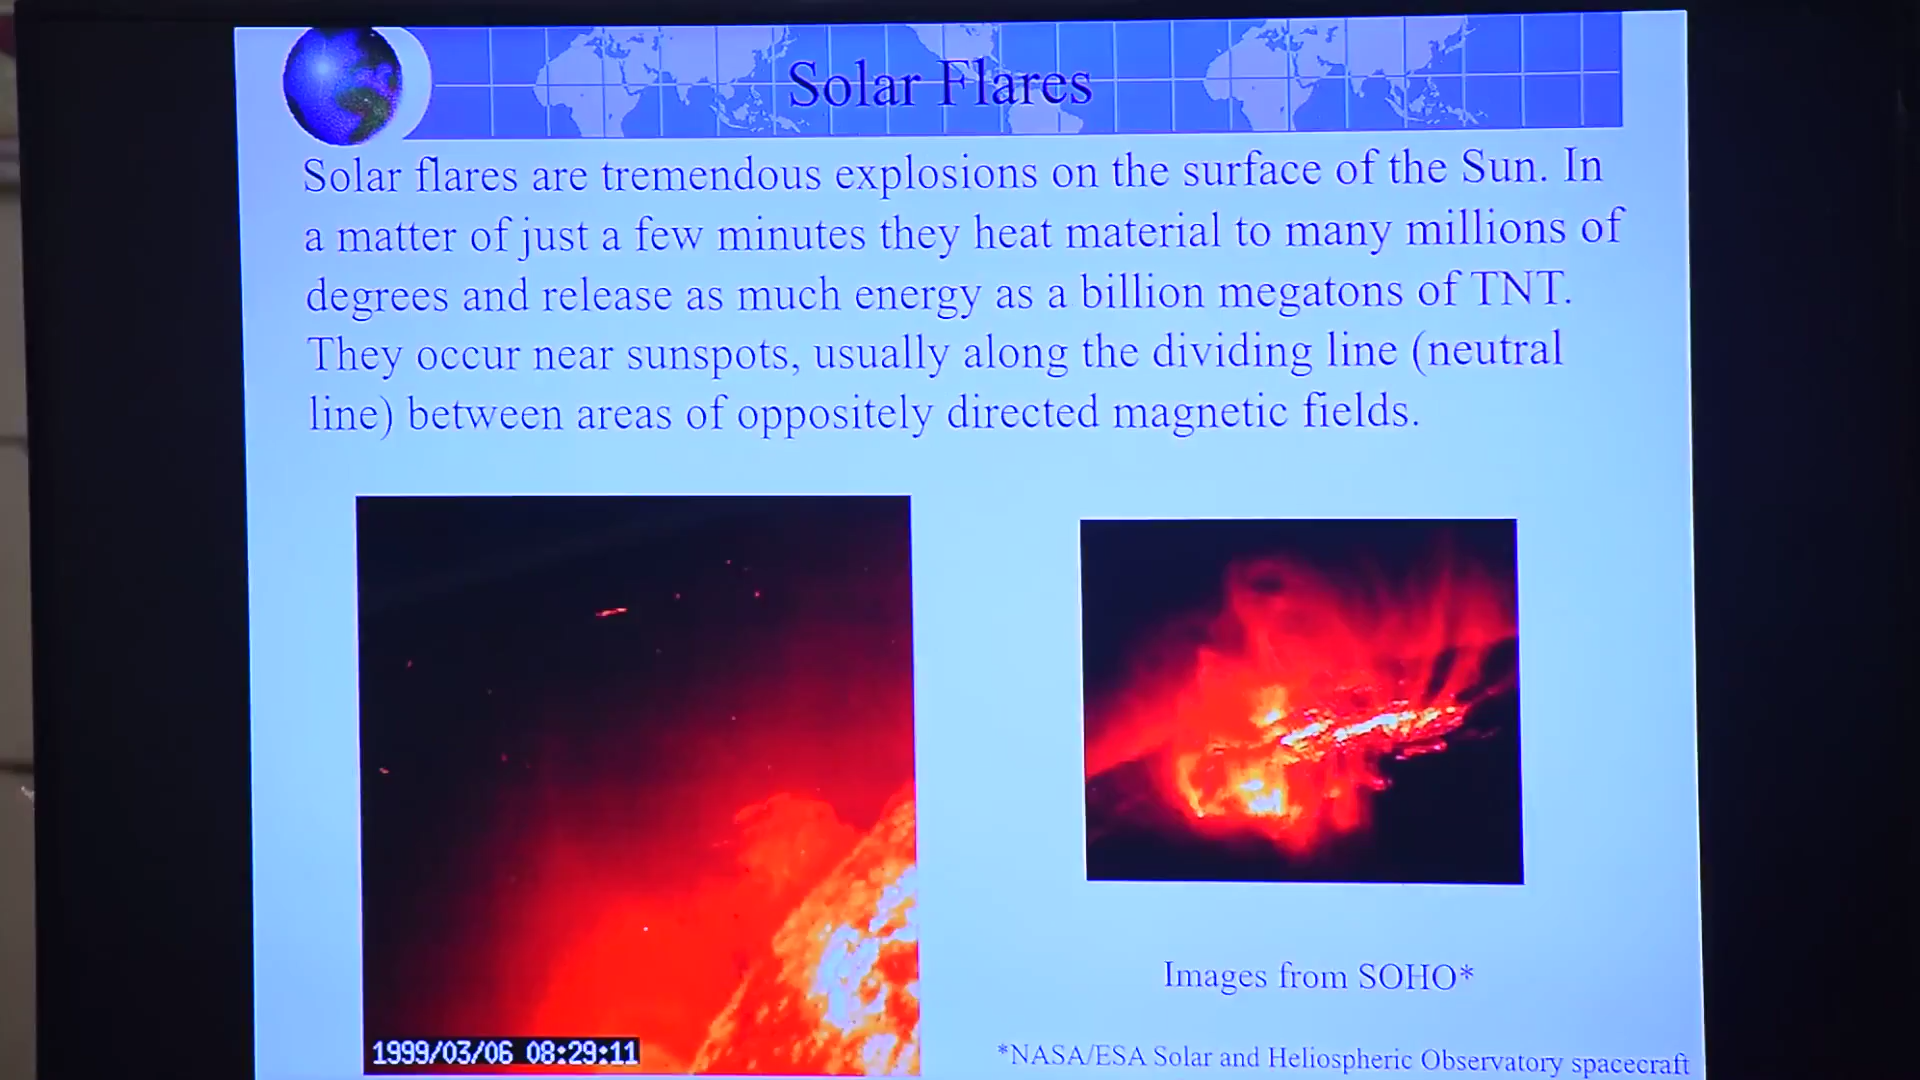 Solar Flares
Solar flares are tremendous explosions on the surface of the Sun. In
a matter of just a few minutes they heat material to many millions of
degrees and release as much energy as a billion megatons of TNT.
They occur near sunspots, usually along the dividing line (neutral
line) between areas of oppositely directed magnetic fields.
1999/03/06 08:29:11
Images from SOHO*
*NASA/ESA Solar and Heliospheric Observatory spacecraft